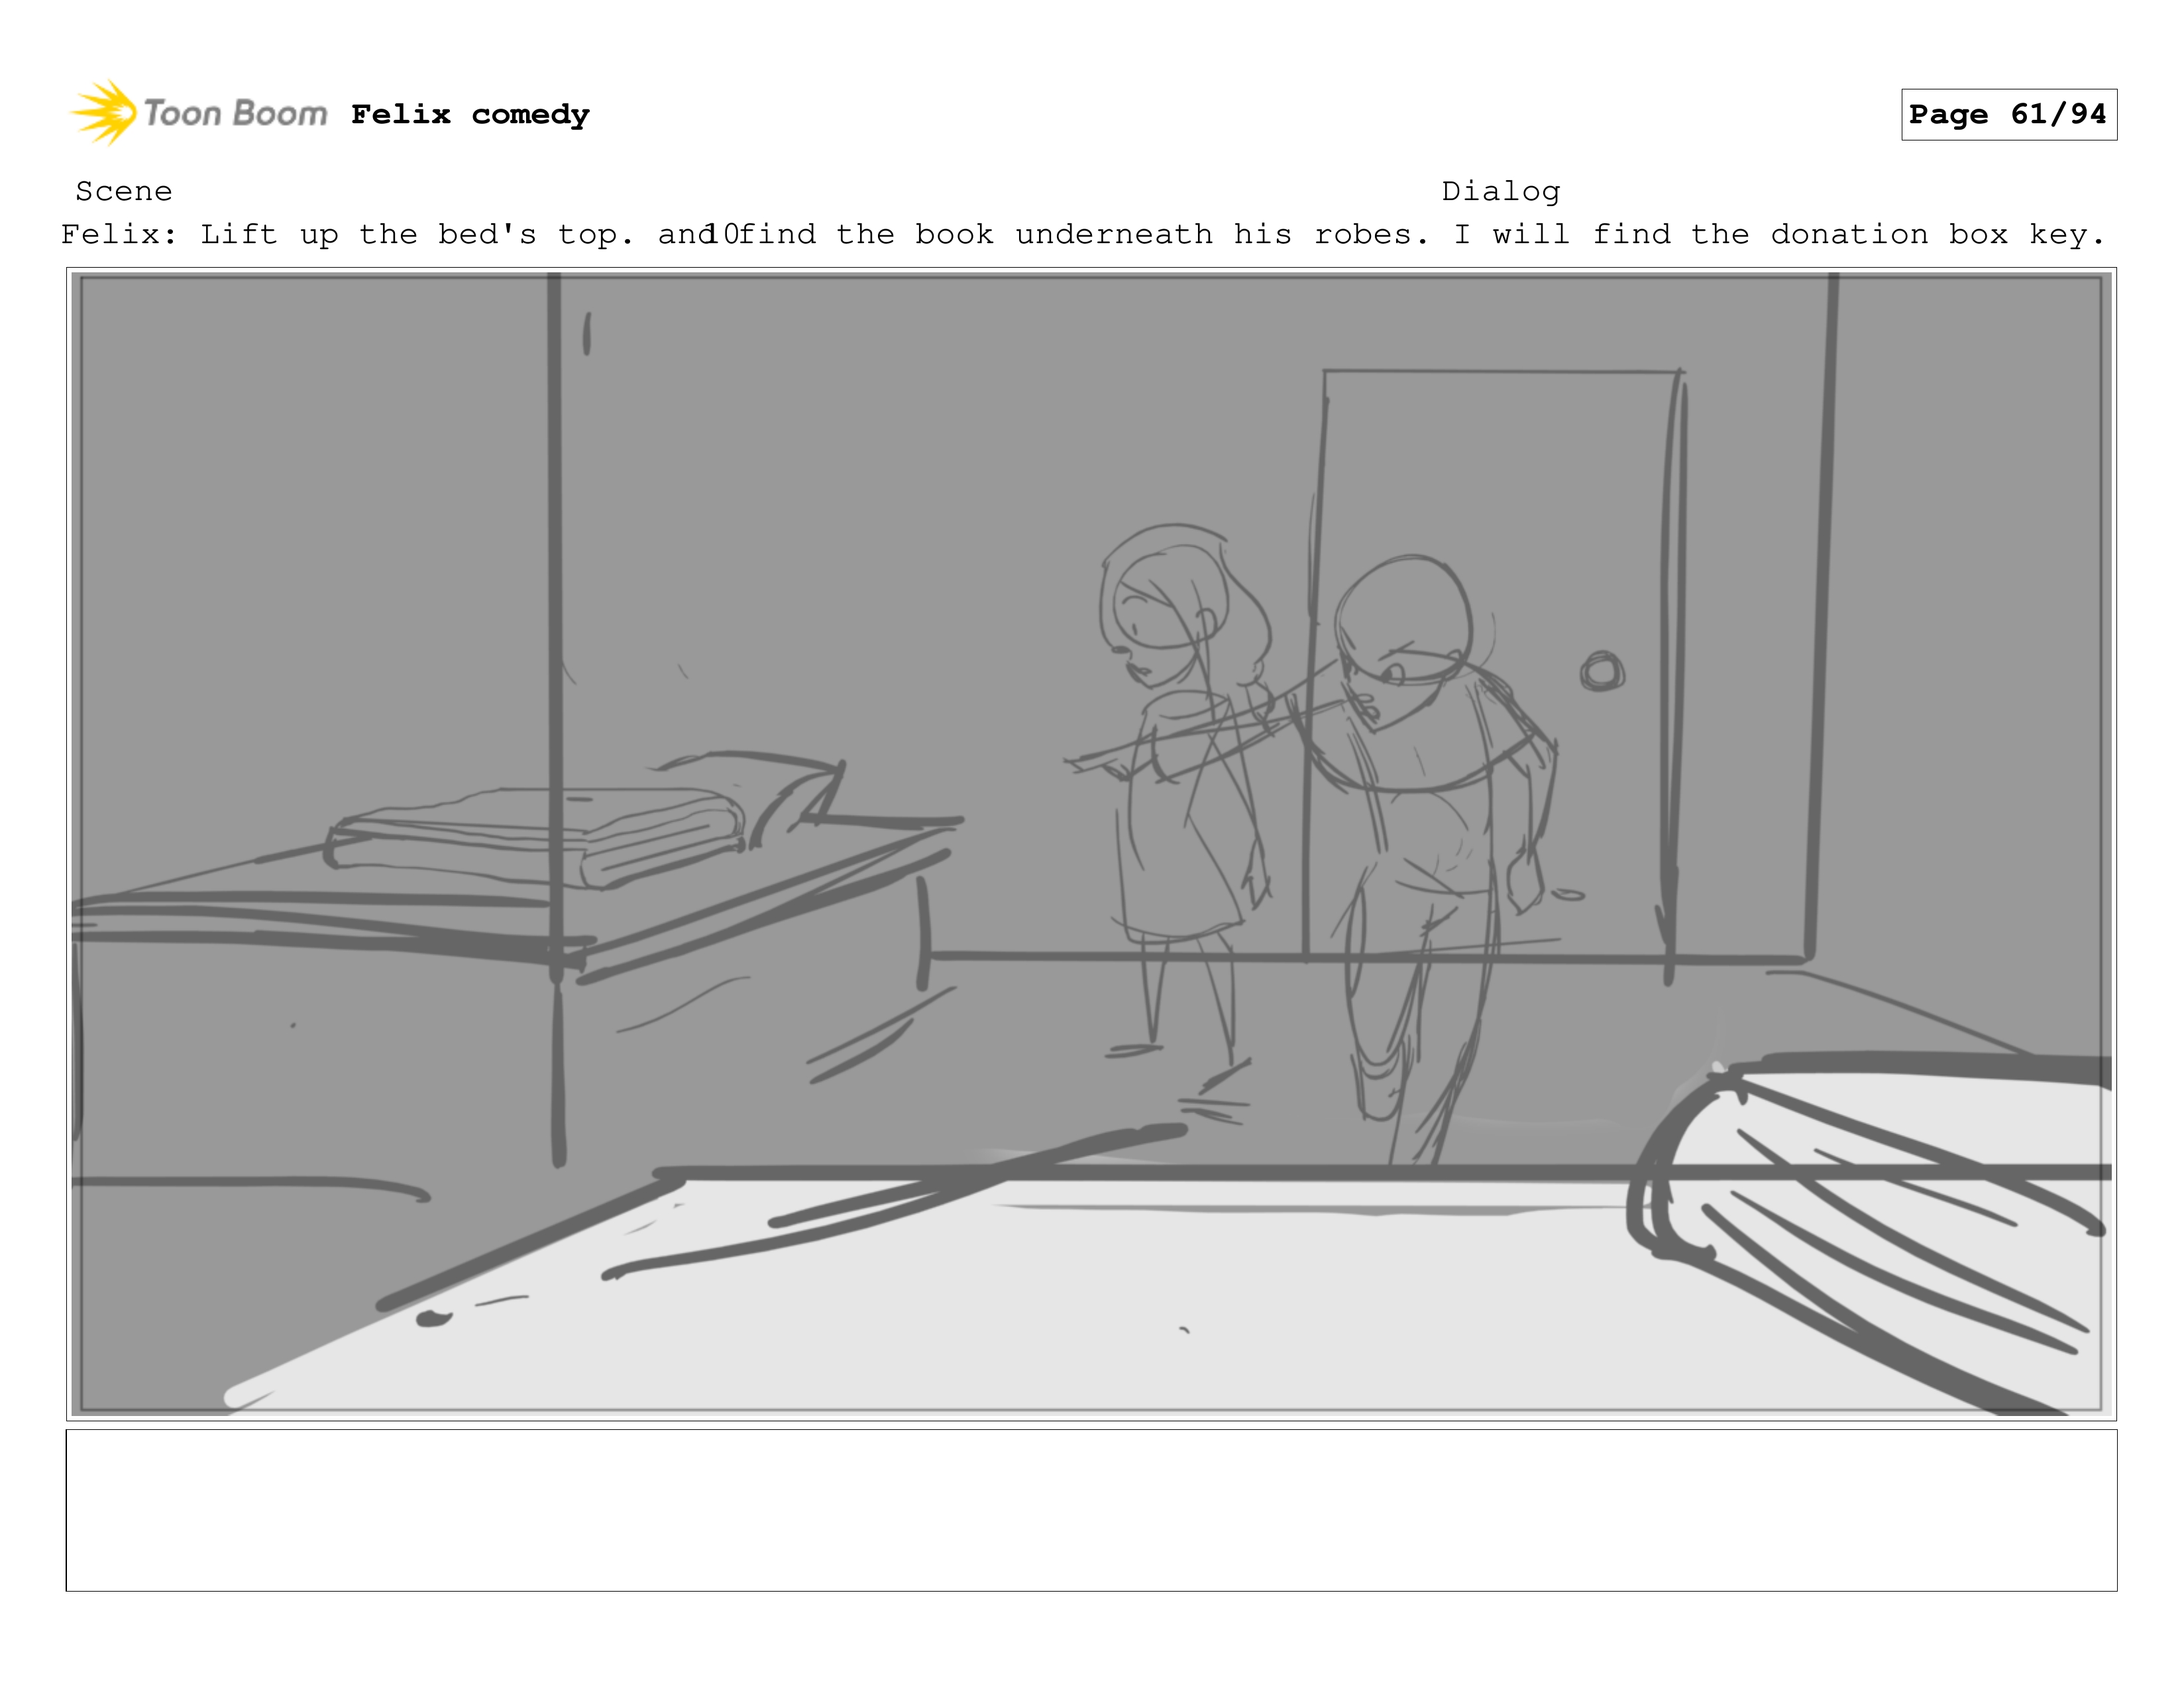 Toon Boom Felix comedy
Page 61/94
Scene Dialog
Felix: Lift up the bed's top. and10find the book underneath his robes. I will find the donation box key.